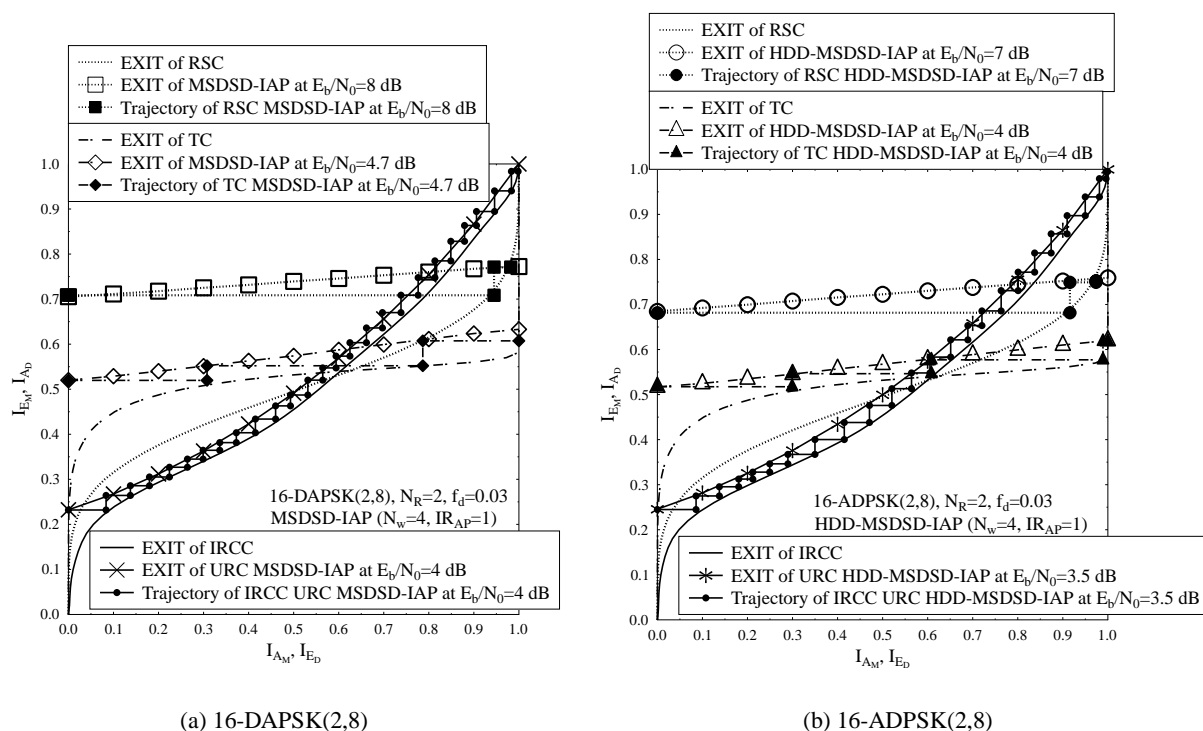 EXIT of RSC
EXIT of MSDSD-IAP at Eb/N0=8 dB
Trajectory of RSC MSDSD-IAP at Eb/N0=8 dB
EXIT of TC
EXIT of MSDSD-IAP at Eb/N0=4.7 dB
Trajectory of TC MSDSD-IAP at Eb/N0=4.7 dB
1.0
0.9
0.8
0.7
0.6
0.5
0.4
0.3
0.2
0.1
0.0
IEM, IAD
16-DAPSK(2,8), NR=2, fd=0.03
MSDSD-IAP (Nw=4, IRAP=1)
EXIT of IRCC
EXIT of URC MSDSD-IAP at Eb/N0=4 dB
Trajectory of IRCC URC MSDSD-IAP at Eb/N0=4 dB
0.0 0.1 0.2 0.3 0.4 0.5 0.6 0.7 0.8 0.9 1.0
IAM, IED
(a) 16-DAPSK(2,8)
EXIT of RSC
EXIT of HDD-MSDSD-IAP at Eb/N0=7 dB
Trajectory of RSC HDD-MSDSD-IAP at Eb/N0=7 dB
EXIT of TC
EXIT of HDD-MSDSD-IAP at Eb/N0=4 dB
Trajectory of TC HDD-MSDSD-IAP at Eb/N0=4 dB
1.0
0.9
0.8
0.7
0.6
0.5
0.4
0.3
0.2
0.1
0.0
IEM, IAD
16-ADPSK(2,8), NR=2, fd=0.03
HDD-MSDSD-IAP (Nw=4, IRAP=1)
EXIT of IRCC
EXIT of URC HDD-MSDSD-IAP at Eb/N0=3.5 dB
Trajectory of IRCC URC HDD-MSDSD-IAP at Eb/N0=3.5 dB
0.0 0.1 0.2 0.3 0.4 0.5 0.6 0.7 0.8 0.9 1.0
IAM, IED
(b) 16-ADPSK(2,8)